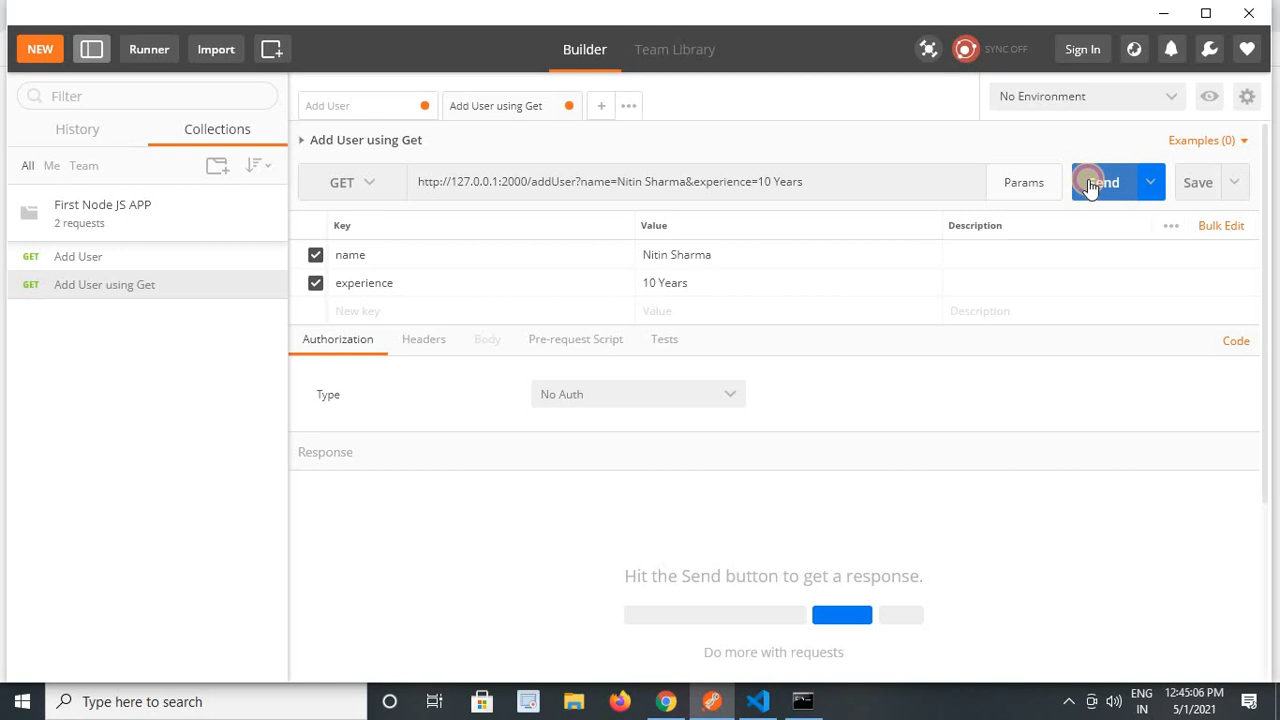 NEW
Runner
Import
Builder
Team Library
SYNC OFF
Sign In
Filter
History
Collections
All
Me
Team
First Node JS APP
2 requests
GET
Add User
GET
Add User using Get
Add User
Add User using Get
No Environment
Add User using Get
Examples (0)
GET
http://127.0.0.1:2000/addUser?name=Nitin Sharma&experience=10 Years
Params
Send
Save
Key
Value
Description
Bulk Edit
name
Nitin Sharma
experience
10 Years
New key
Value
Description
Authorization
Headers
Body
Pre-request Script
Tests
Code
Type
No Auth
Response
Hit the Send button to get a response.
Do more with requests
Type here to search
ENG
IN
12:45:06 PM
5/1/2021